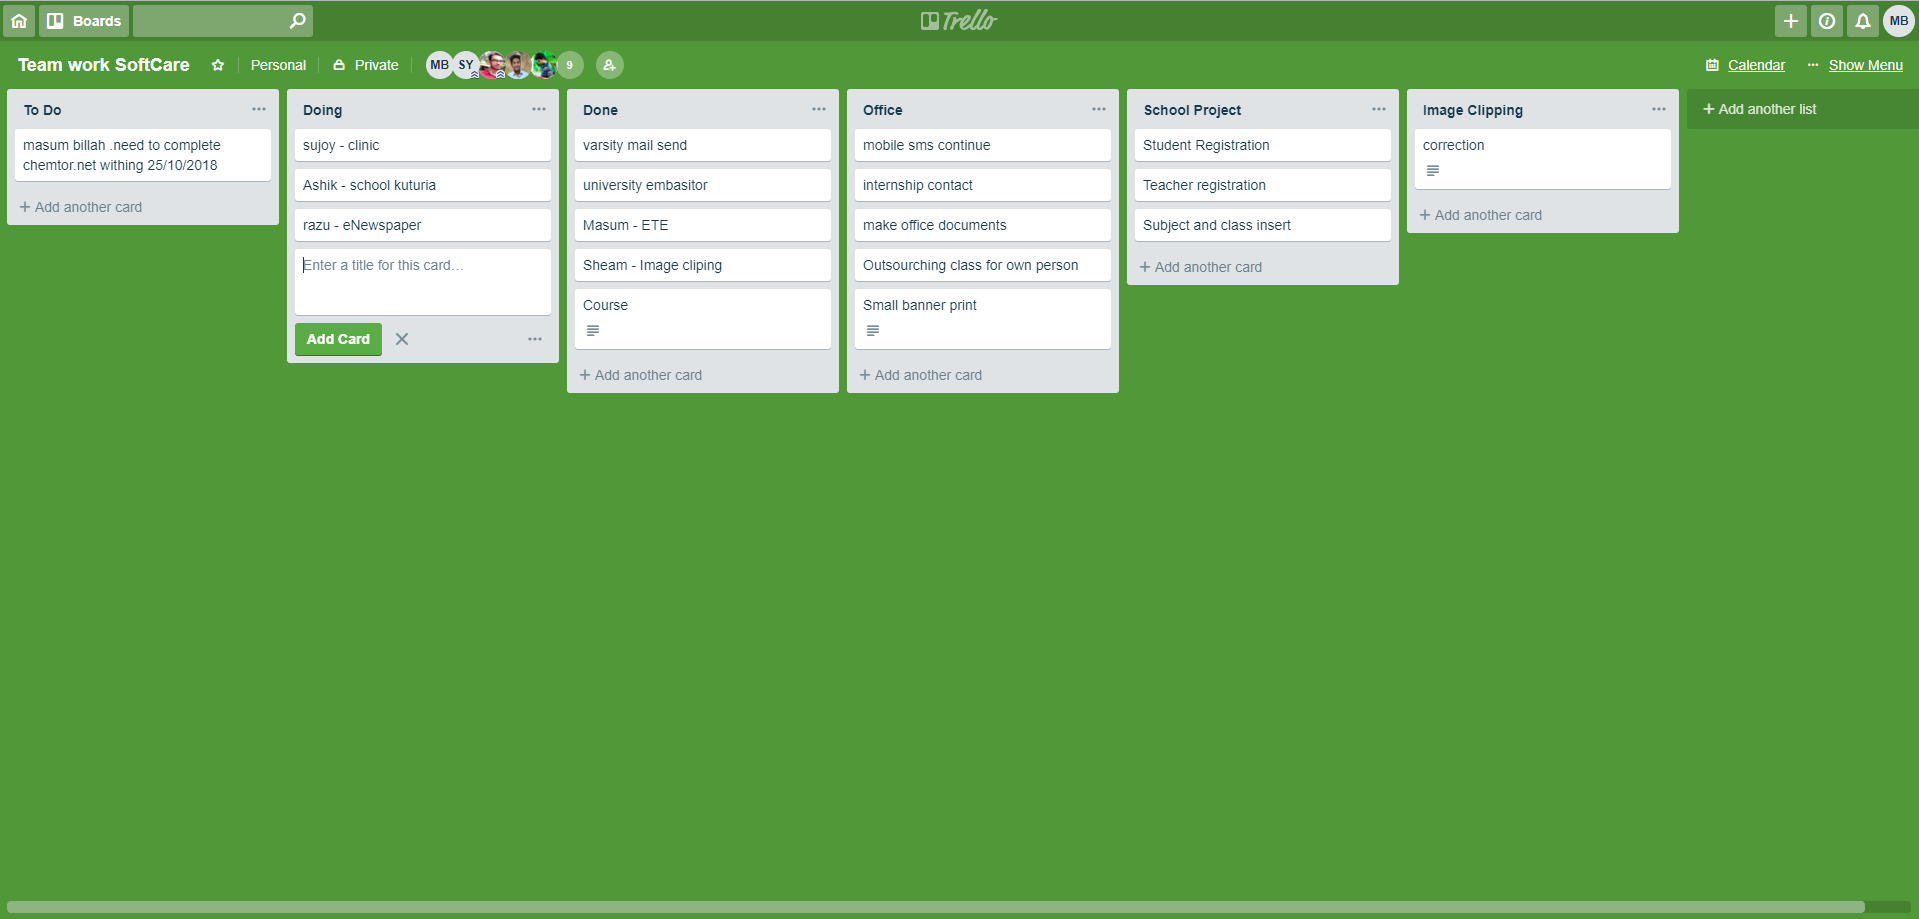 Boards
Trello
MB
Team work SoftCare
Personal
Private
MB
SY
9
Calendar
Show Menu
To Do
masum billah .need to complete
chemtor.net withing 25/10/2018
+ Add another card
Doing
sujoy - clinic
Ashik - school kuturia
razu - eNewspaper
Enter a title for this card...
Add Card
Done
varsity mail send
university embasitor
Masum - ETE
Sheam - Image cliping
Course
+ Add another card
Office
mobile sms continue
internship contact
make office documents
Outsourching class for own person
Small banner print
+ Add another card
School Project
Student Registration
Teacher registration
Subject and class insert
+ Add another card
Image Clipping
correction
+ Add another card
+ Add another list